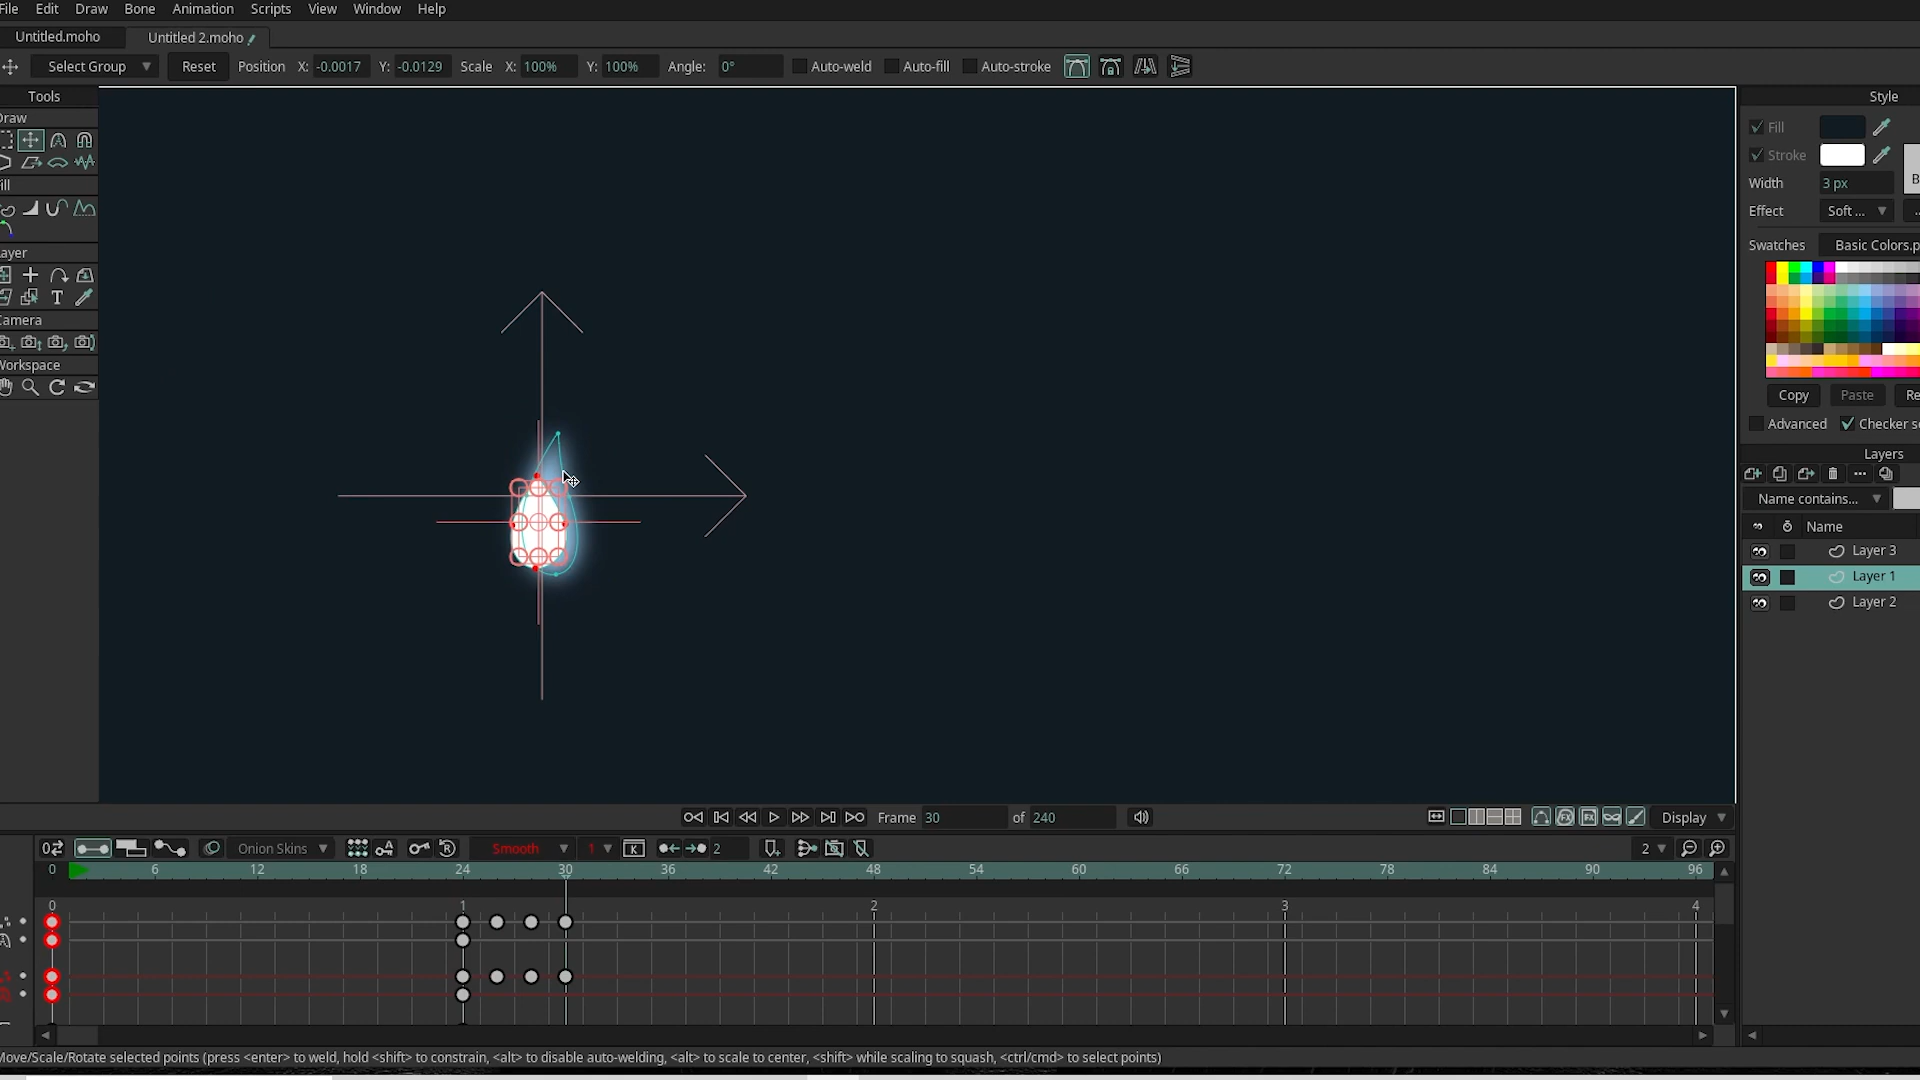 File Edit Draw Bone Animation Scripts View Window Help
Untitled.moho Untitled 2.moho
Select Group Reset Position X: -0.0017 Y: -0.0129 Scale X: 100% Y: 100% Angle: 0° Auto-weld Auto-fill Auto-stroke
Tools
Draw
ill
ayer
T
Camera
Workspace
Style
Fill
Stroke
B
Width 3 px
Effect Soft ... ...
Swatches Basic Colors.p
Copy Paste Re
Advanced Checker se
Layers
Name contains...
Name
Layer 3
Layer 1
Layer 2
Frame 30 of 240 Display
Onion Skins Smooth 1 K 2 2
0 6 12 18 24 30 36 42 48 54 60 66 72 78 84 90 96
0 1 2 3 4
Move/Scale/Rotate selected points (press <enter> to weld, hold <shift> to constrain, <alt> to disable auto-welding, <alt> to scale to center, <shift> while scaling to squash, <ctrl/cmd> to select points)